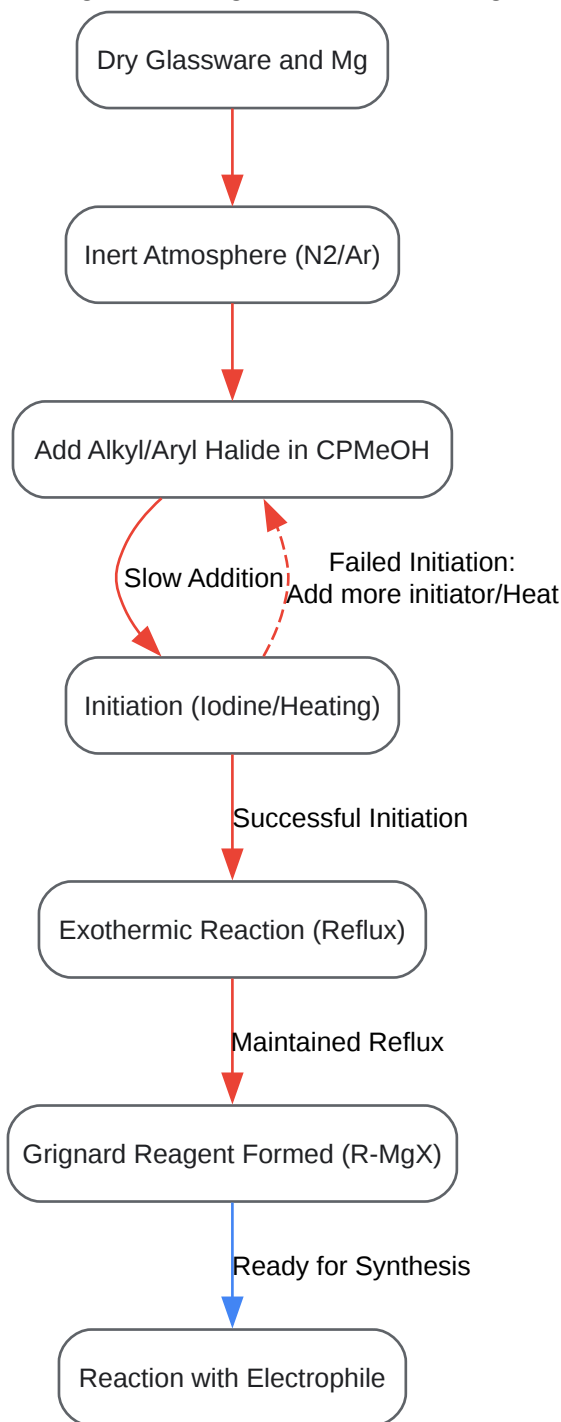 Dry Glassware and Mg
Inert Atmosphere (N2/Ar)
Add Alkyl/Aryl Halide in CPMeOH
Slow Addition
Failed Initiation:
Add more initiator/Heat
Initiation (Iodine/Heating)
Successful Initiation
Exothermic Reaction (Reflux)
Maintained Reflux
Grignard Reagent Formed (R-MgX)
Ready for Synthesis
Reaction with Electrophile